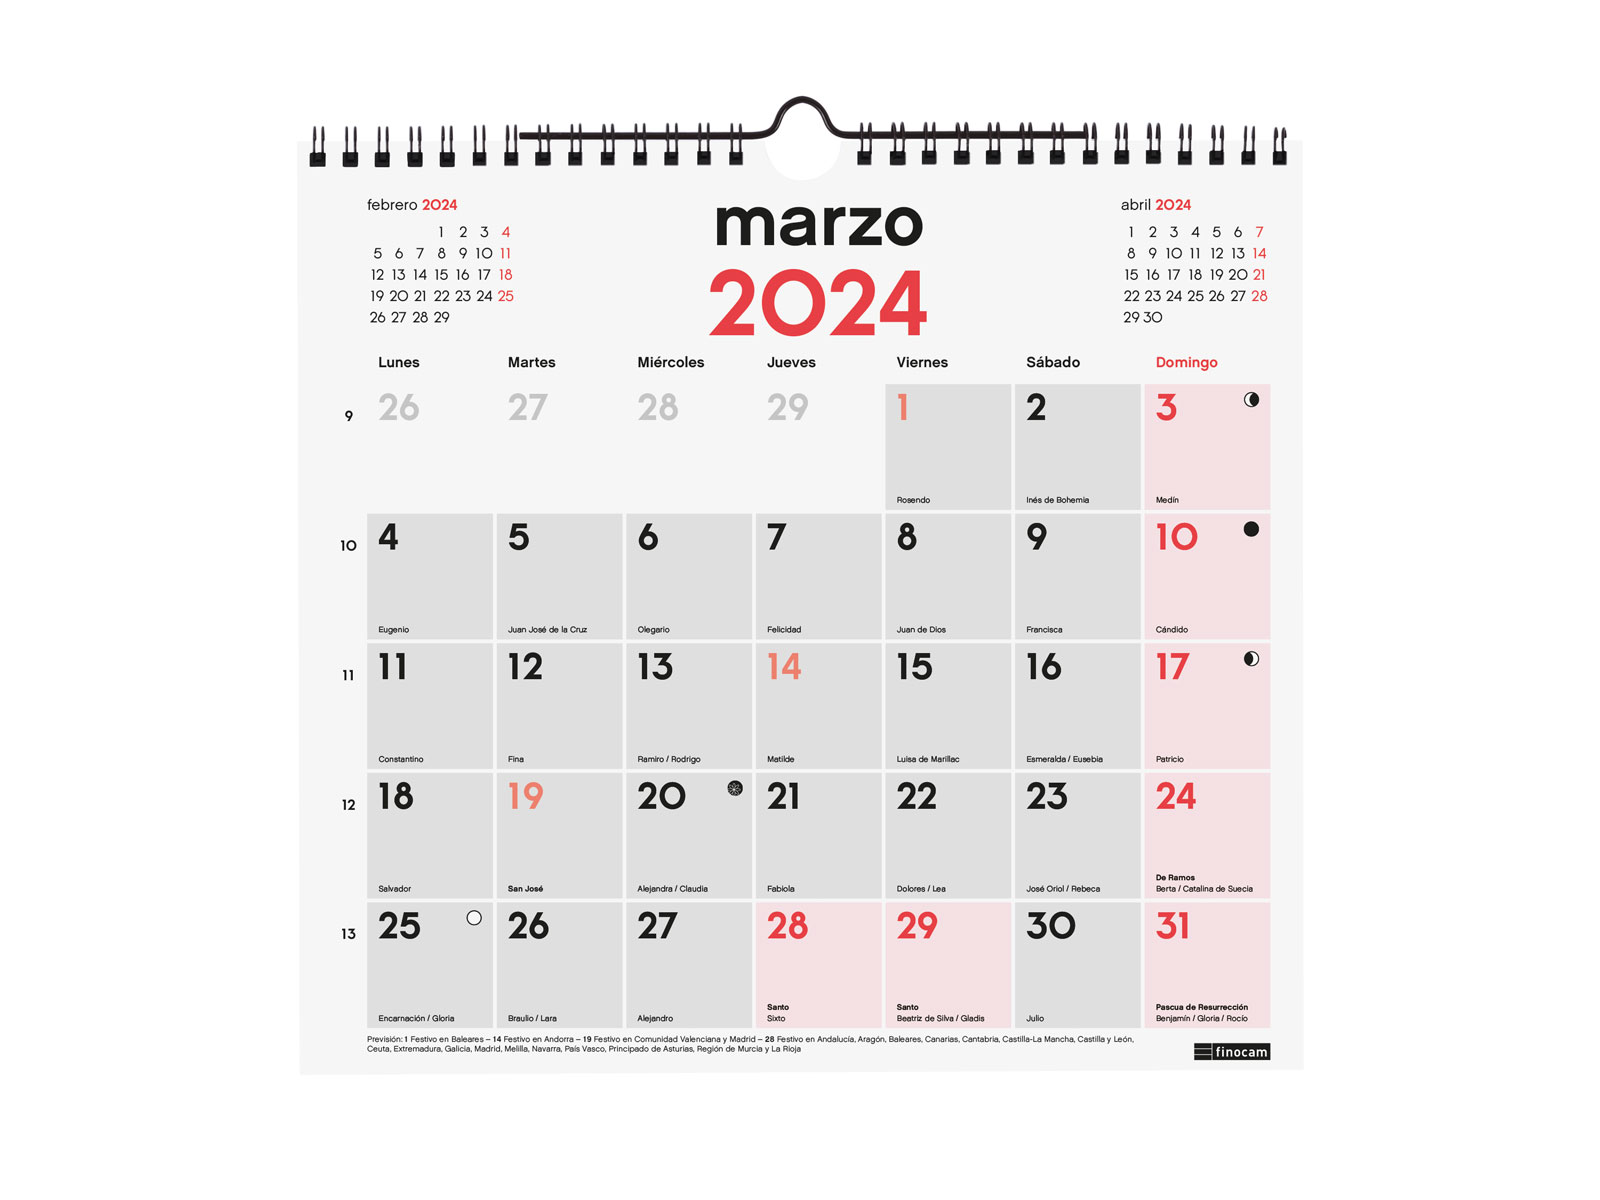 febrero 2024
1 2 3 4
5 6 7 8 9 10 11
12 13 14 15 16 17 18
19 20 21 22 23 24 25
26 27 28 29
marzo
2024
abril 2024
1 2 3 4 5 6 7
8 9 10 11 12 13 14
15 16 17 18 19 20 21
22 23 24 25 26 27 28
29 30
Lunes Martes Miércoles Jueves Viernes Sábado Domingo
9 26 27 28 29 1 2 3
Rosendo Inés de Bohemia Medín
10 4 5 6 7 8 9 10
Eugenio Juan José de la Cruz Olegario Felicidad Juan de Dios Francisca Cándido
11 11 12 13 14 15 16 17
Constantino Fina Ramiro / Rodrigo Matilde Luisa de Marillac Esmeralda / Eusebia Patricio
12 18 19 20 21 22 23 24
De Ramos
Salvador San José Alejandra / Claudia Fabiola Dolores / Lea José Oriol / Rebeca Berta / Catalina de Suecia
13 25 26 27 28 29 30 31
Santo Santo Pascua de Resurrección
Encarnación / Gloria Braulio / Lara Alejandro Sixto Beatriz de Silva / Gladis Julio Benjamín / Gloria / Rocío
Previsión: 1 Festivo en Baleares – 14 Festivo en Andorra – 19 Festivo en Comunidad Valenciana y Madrid – 28 Festivo en Andalucía, Aragón, Baleares, Canarias, Cantabria, Castilla-La Mancha, Castilla y León,
Ceuta, Extremadura, Galicia, Madrid, Melilla, Navarra, País Vasco, Principado de Asturias, Región de Murcia y La Rioja
finocam